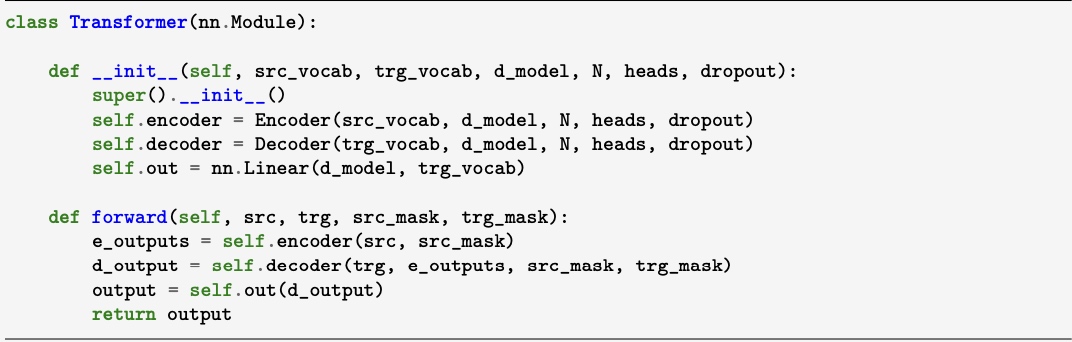 class Transformer(nn.Module):
    def __init__(self, src_vocab, trg_vocab, d_model, N, heads, dropout):
        super().__init__()
        self.encoder = Encoder(src_vocab, d_model, N, heads, dropout)
        self.decoder = Decoder(trg_vocab, d_model, N, heads, dropout)
        self.out = nn.Linear(d_model, trg_vocab)
    def forward(self, src, trg, src_mask, trg_mask):
        e_outputs = self.encoder(src, src_mask)
        d_output = self.decoder(trg, e_outputs, src_mask, trg_mask)
        output = self.out(d_output)
        return output